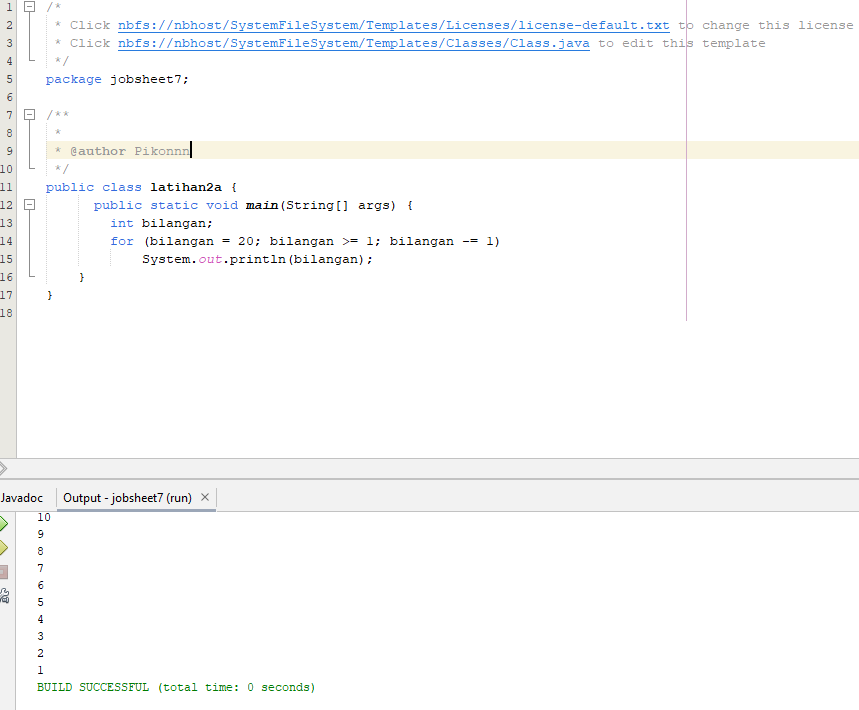 1 /*
2 * Click nbfs://nbhost/SystemFileSystem/Templates/Licenses/license-default.txt to change this license
3 * Click nbfs://nbhost/SystemFileSystem/Templates/Classes/Class.java to edit this template
4 */
5 package jobsheet7;
6
7 /**
8 *
9 * @author Pikonnn
10 */
11 public class latihan2a {
12 public static void main(String[] args) {
13 int bilangan;
14 for (bilangan = 20; bilangan >= 1; bilangan -= 1)
15 System.out.println(bilangan);
16 }
17 }
18
Javadoc Output - jobsheet7 (run) ×
10
9
8
7
6
5
4
3
2
1
BUILD SUCCESSFUL (total time: 0 seconds)